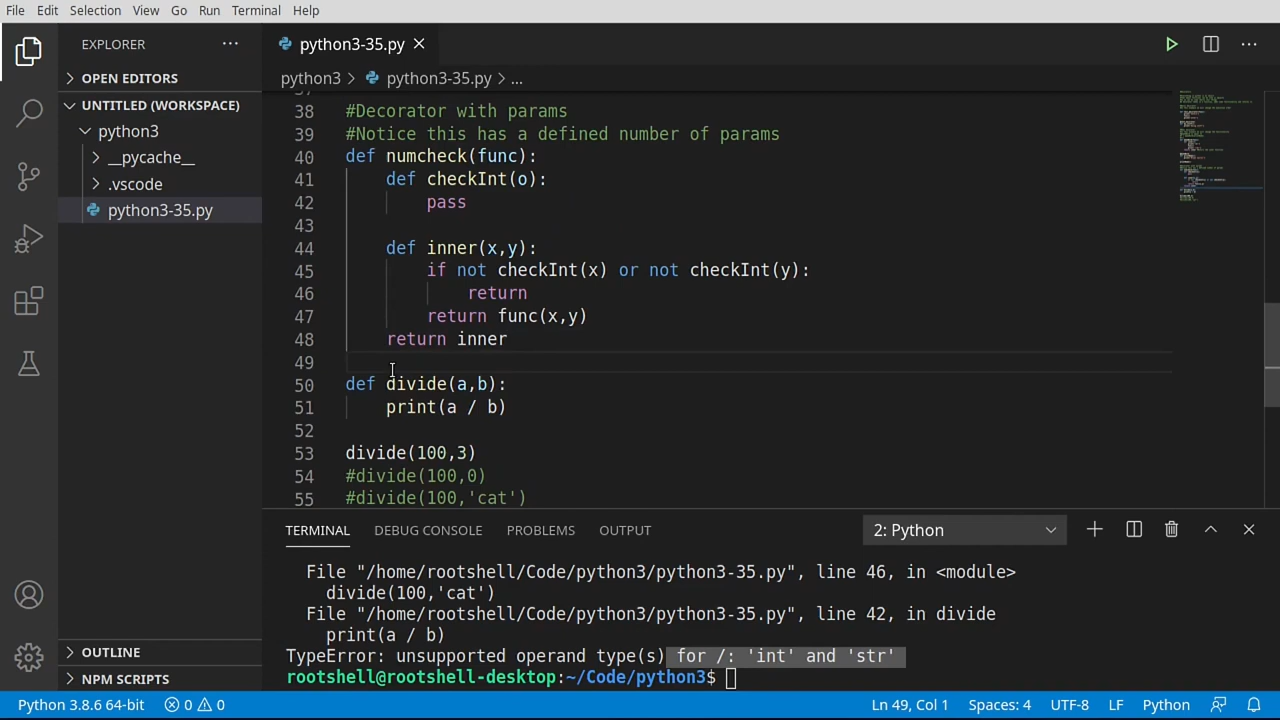 File Edit Selection View Go Run Terminal Help
EXPLORER ...
python3-35.py
OPEN EDITORS
python3 > python3-35.py > ...
UNTITLED (WORKSPACE)
python3
__pycache__
.vscode
python3-35.py
38 #Decorator with params
39 #Notice this has a defined number of params
40 def numcheck(func):
41     def checkInt(o):
42         pass
43
44     def inner(x,y):
45         if not checkInt(x) or not checkInt(y):
46             return
47         return func(x,y)
48     return inner
49
50 def divide(a,b):
51     print(a / b)
52
53 divide(100,3)
54 #divide(100,0)
55 #divide(100,'cat')
TERMINAL DEBUG CONSOLE PROBLEMS OUTPUT 2: Python
File "/home/rootshell/Code/python3/python3-35.py", line 46, in <module>
divide(100,'cat')
File "/home/rootshell/Code/python3/python3-35.py", line 42, in divide
print(a / b)
TypeError: unsupported operand type(s) for /: 'int' and 'str'
rootshell@rootshell-desktop:~/Code/python3$
OUTLINE
NPM SCRIPTS
Python 3.8.6 64-bit 0 0 Ln 49, Col 1 Spaces: 4 UTF-8 LF Python